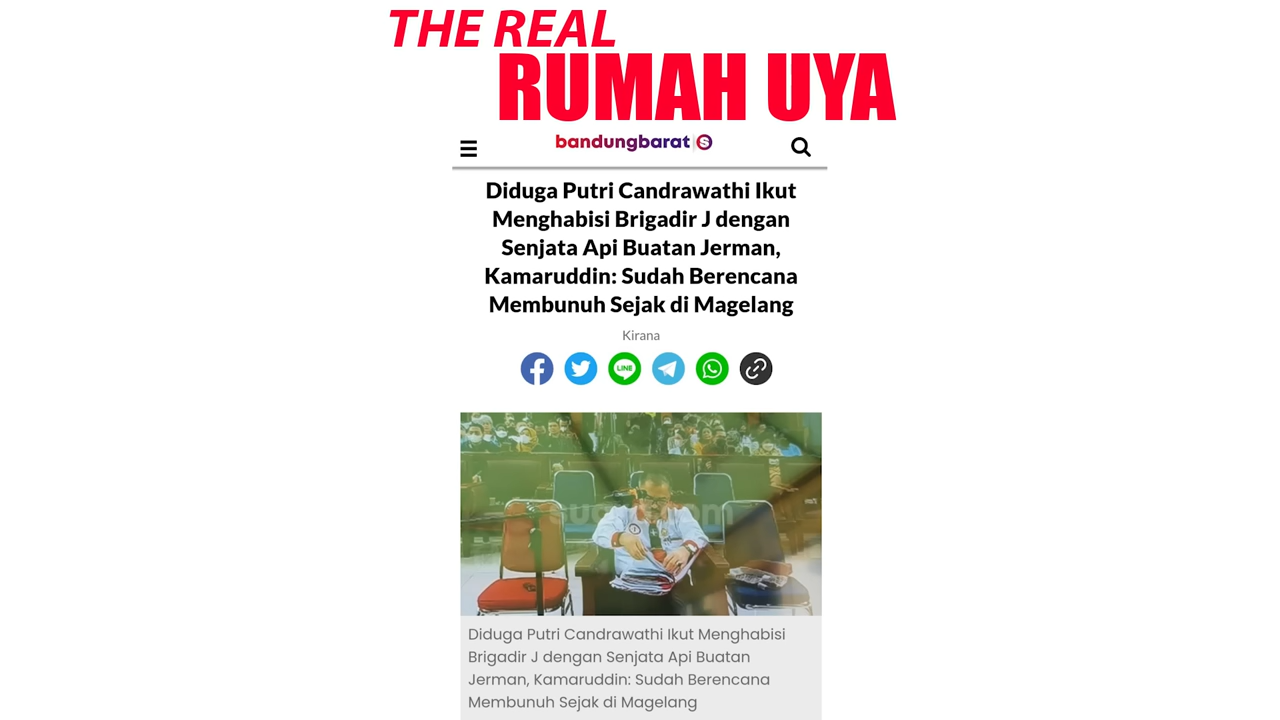 THE REAL
RUMAH UYA
bandungbarat
Diduga Putri Candrawathi Ikut
Menghabisi Brigadir J dengan
Senjata Api Buatan Jerman,
Kamaruddin: Sudah Berencana
Membunuh Sejak di Magelang
Kirana
LINE
Diduga Putri Candrawathi Ikut Menghabisi
Brigadir J dengan Senjata Api Buatan
Jerman, Kamaruddin: Sudah Berencana
Membunuh Sejak di Magelang